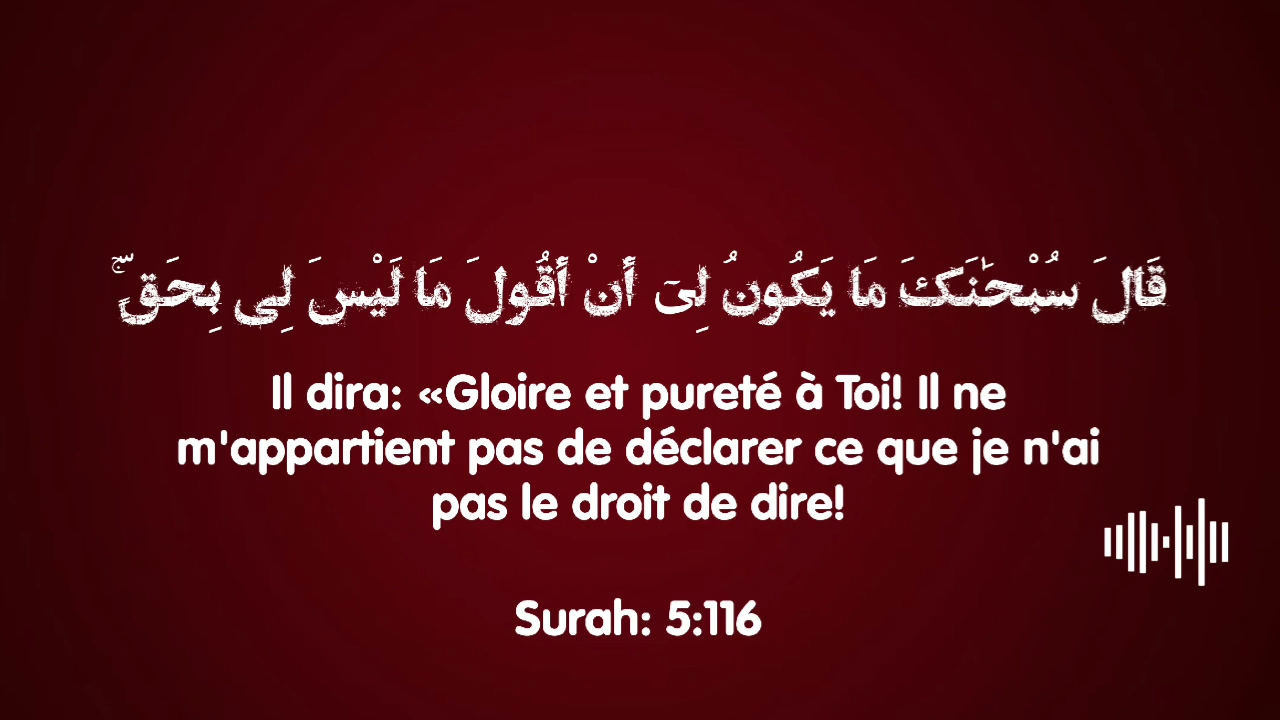 قَالَ سُبْحَـٰنَكَ مَا يَكُونُ لِىٓ أَنْ أَقُولَ مَا لَيْسَ لِى بِحَقٍّ ۚ
Il dira: «Gloire et pureté à Toi! Il ne
m'appartient pas de déclarer ce que je n'ai
pas le droit de dire!
Surah: 5:116